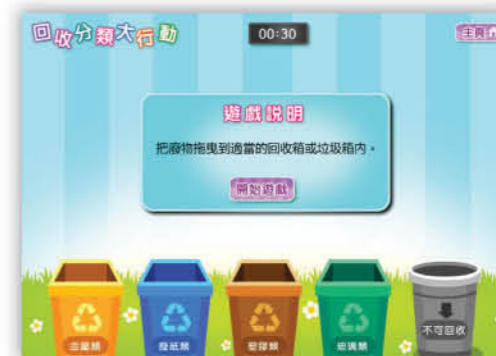 回收分類大行動
00:30
主頁
遊戲説明
把廢物拖曳到適當的回收箱或垃圾箱內。
開始遊戲
金屬類
廢紙類
塑膠類
玻璃類
不可回收